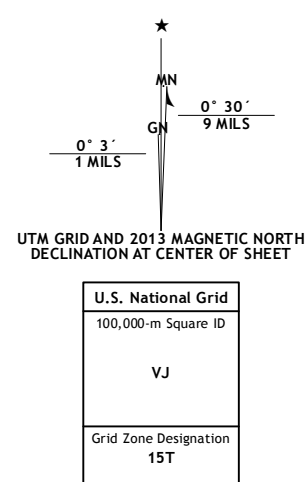 ★
MN
0° 30´
9 MILS
GN
0° 3´
1 MILS
UTM GRID AND 2013 MAGNETIC NORTH
DECLINATION AT CENTER OF SHEET
U.S. National Grid
100,000-m Square ID
VJ
Grid Zone Designation
15T